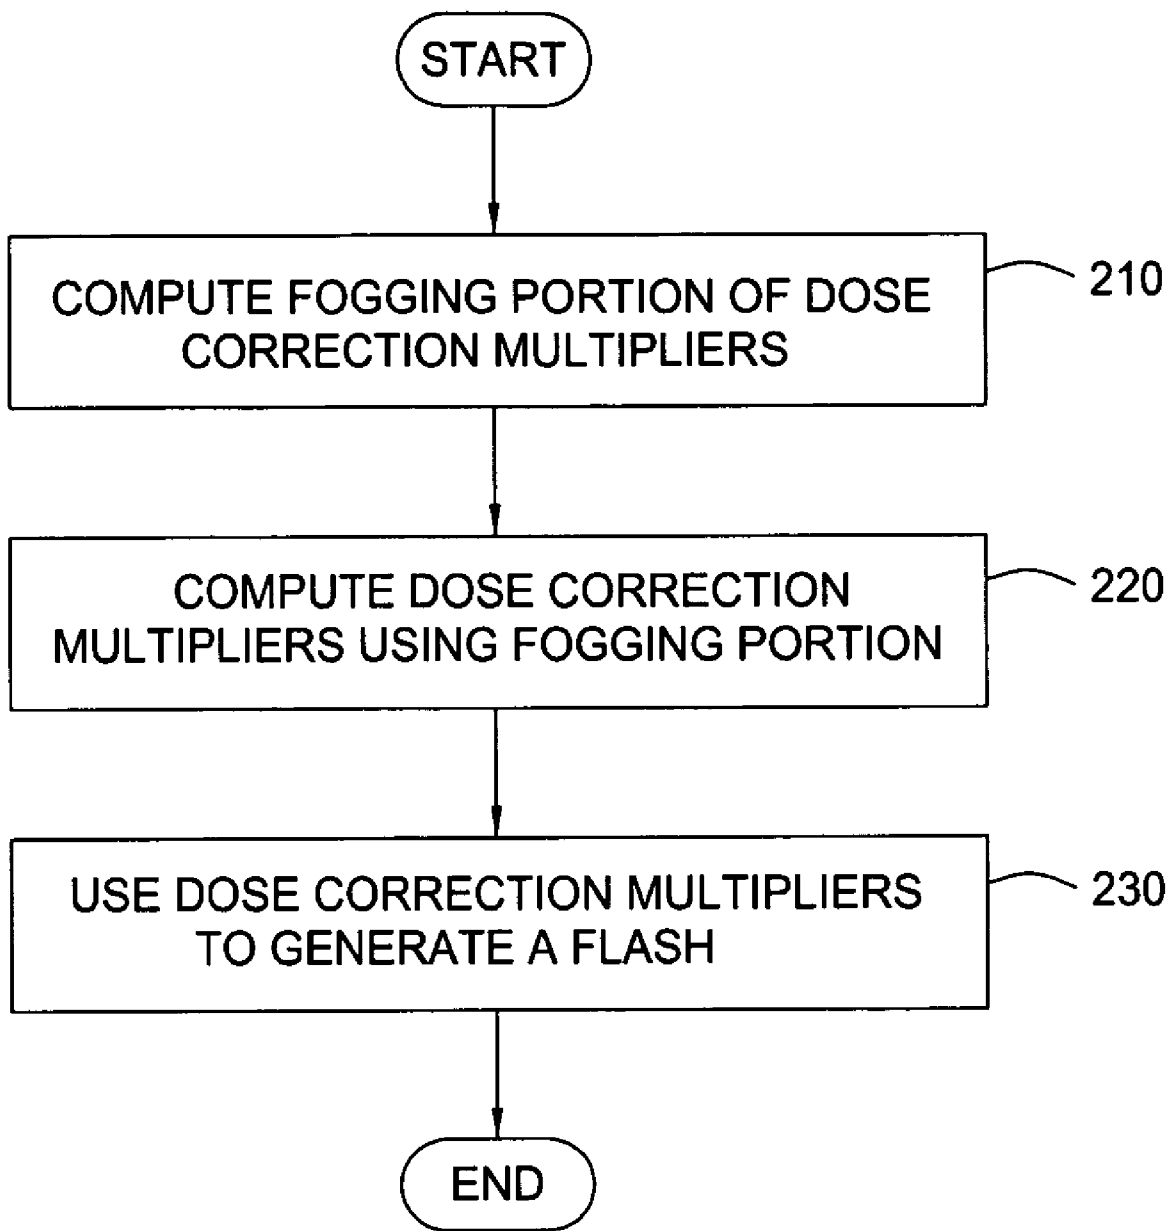 START
COMPUTE FOGGING PORTION OF DOSE
CORRECTION MULTIPLIERS
210
COMPUTE DOSE CORRECTION
MULTIPLIERS USING FOGGING PORTION
220
USE DOSE CORRECTION MULTIPLIERS
TO GENERATE A FLASH
230
END